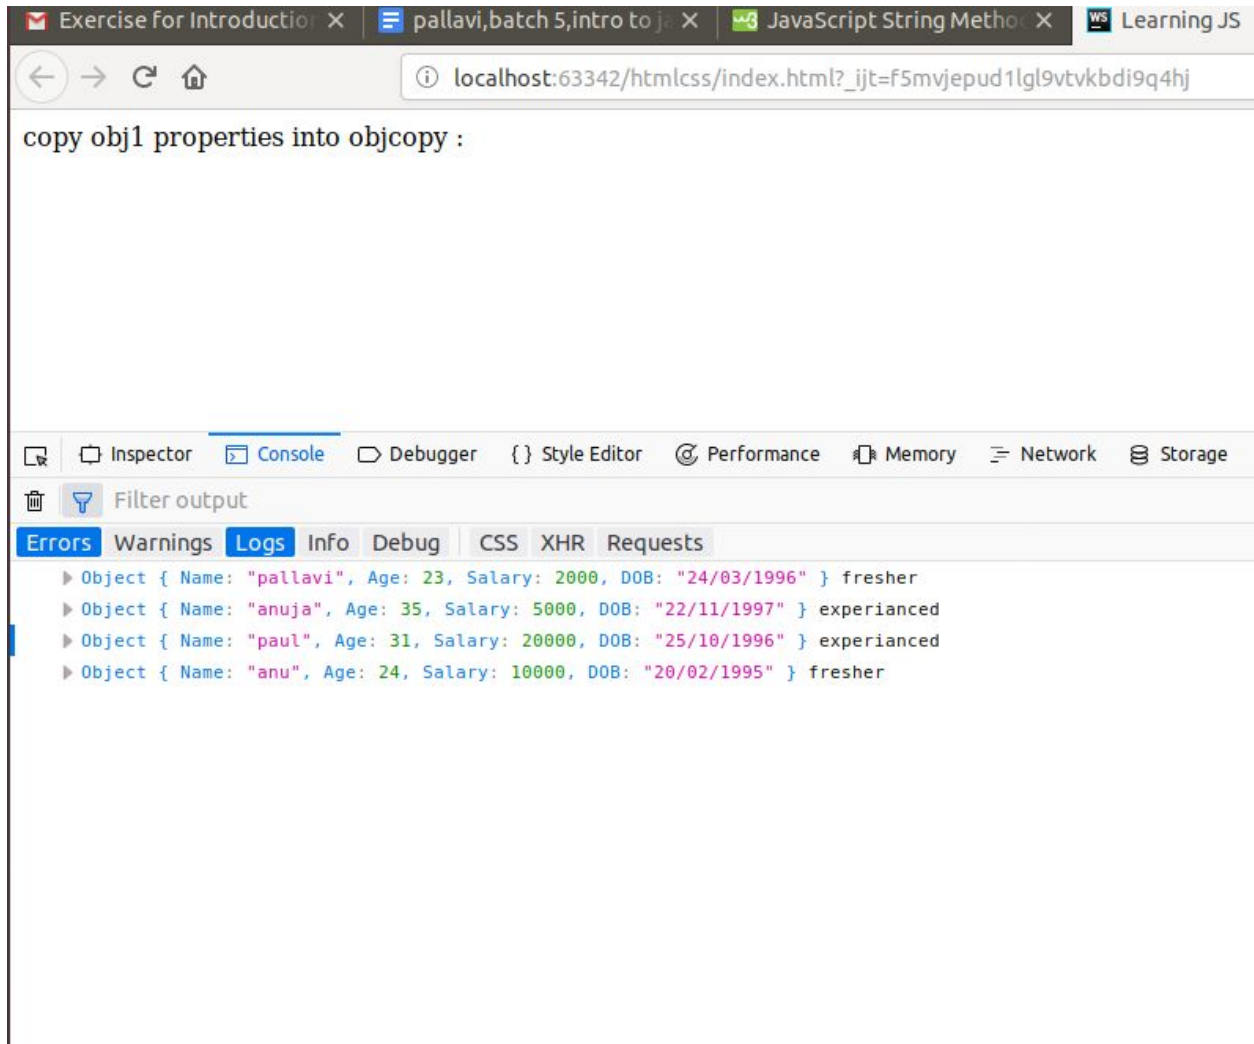 Exercise for Introduction
pallavi,batch 5,intro to ja
JavaScript String Metho
WS Learning JS
localhost:63342/htmlcss/index.html?_ijt=f5mvjepud1lgl9vtvkbdi9q4hj
copy obj1 properties into objcopy :
Inspector Console Debugger {} Style Editor Performance Memory Network Storage
Filter output
Errors Warnings Logs Info Debug CSS XHR Requests
Object { Name: "pallavi", Age: 23, Salary: 2000, DOB: "24/03/1996" } fresher
Object { Name: "anuja", Age: 35, Salary: 5000, DOB: "22/11/1997" } experianced
Object { Name: "paul", Age: 31, Salary: 20000, DOB: "25/10/1996" } experianced
Object { Name: "anu", Age: 24, Salary: 10000, DOB: "20/02/1995" } fresher